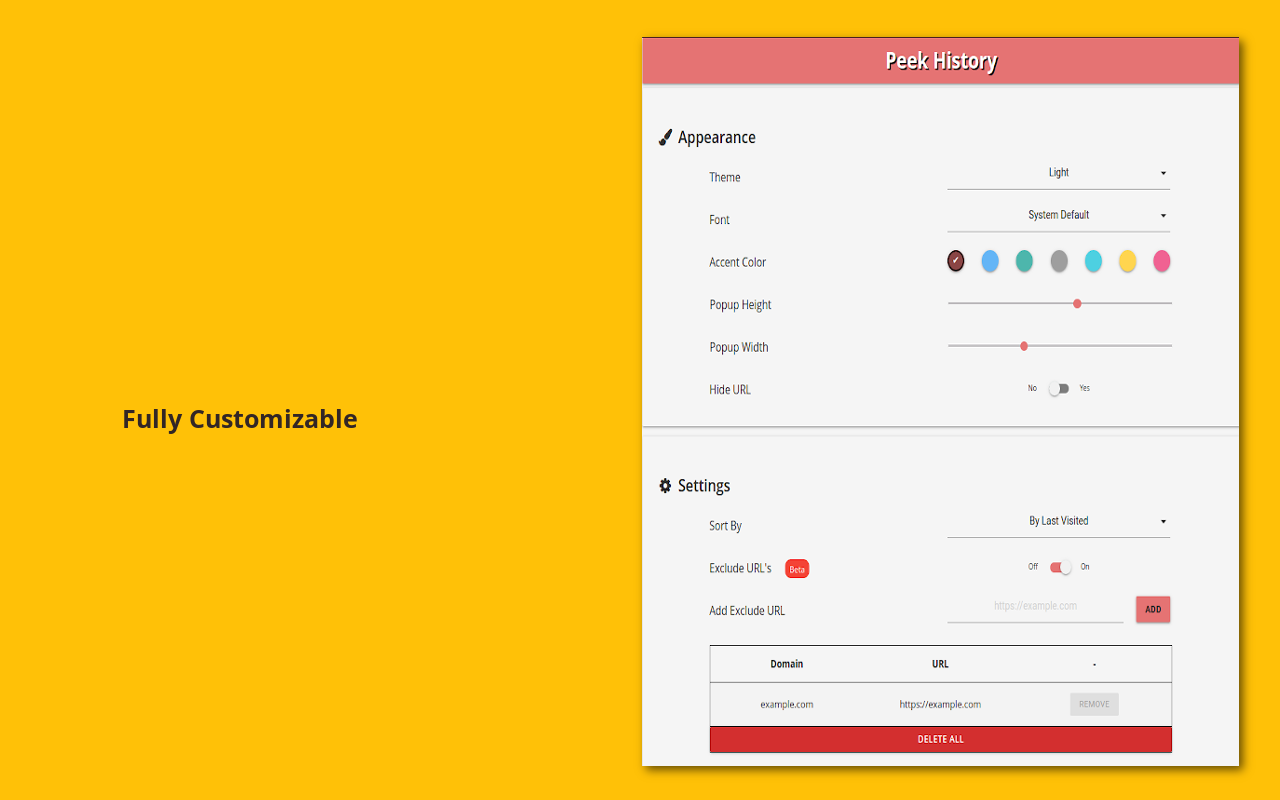 Fully Customizable
Peek History
Appearance
Theme Light
Font System Default
Accent Color
Popup Height
Popup Width
Hide URL No Yes
Settings
Sort By By Last Visited
Exclude URL's Beta Off On
Add Exclude URL https://example.com ADD
Domain URL -
example.com https://example.com REMOVE
DELETE ALL